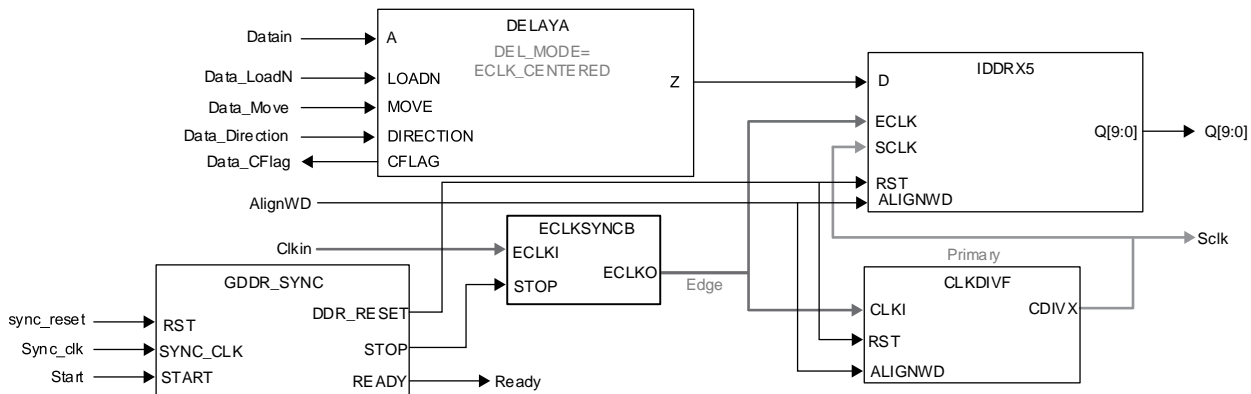 DELAYA
DEL_MODE=
ECLK_CENTERED
Datain
A
Data_LoadN
LOADN
Data_Move
MOVE
Data_Direction
DIRECTION
Data_CFlag
CFLAG
Z
IDDRX5
D
ECLK
SCLK
RST
ALIGNWD
Q[9:0]
Q[9:0]
AlignWD
Clkin
ECLKSYNCB
ECLKI
STOP
ECLKO
Edge
Primary
Sclk
GDDR_SYNC
sync_reset
RST
Sync_clk
SYNC_CLK
Start
START
DDR_RESET
STOP
READY
Ready
CLKDIVF
CLKI
RST
ALIGNWD
CDIVX